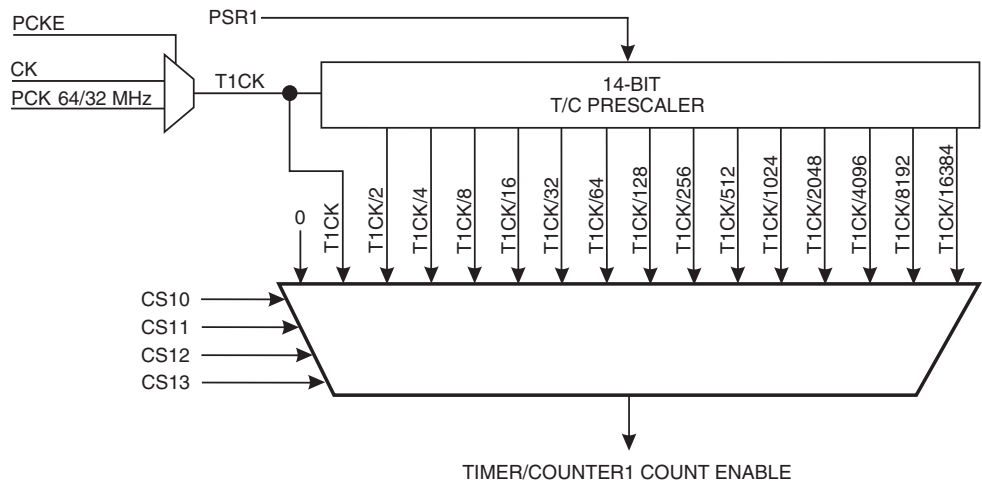 PSR1
PCKE
CK
PCK 64/32 MHz
T1CK
14-BIT
T/C PRESCALER
0
T1CK
T1CK/2
T1CK/4
T1CK/8
T1CK/16
T1CK/32
T1CK/64
T1CK/128
T1CK/256
T1CK/512
T1CK/1024
T1CK/2048
T1CK/4096
T1CK/8192
T1CK/16384
CS10
CS11
CS12
CS13
TIMER/COUNTER1 COUNT ENABLE